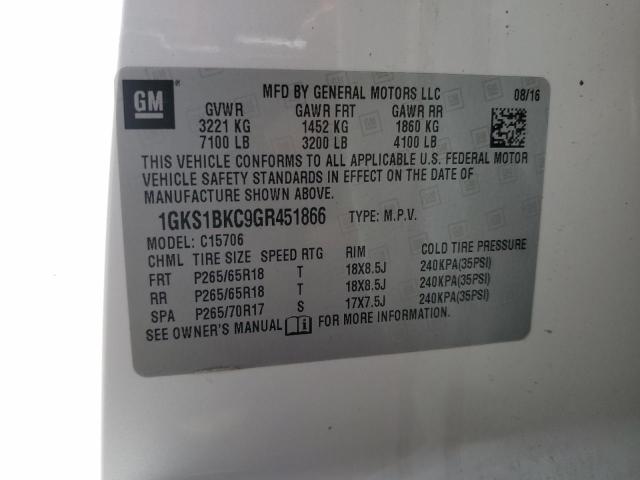 GM
MFD BY GENERAL MOTORS LLC 08/16
GVWR GAWR FRT GAWR RR
3221 KG 1452 KG 1860 KG
7100 LB 3200 LB 4100 LB
THIS VEHICLE CONFORMS TO ALL APPLICABLE U.S. FEDERAL MOTOR
VEHICLE SAFETY STANDARDS IN EFFECT ON THE DATE OF
MANUFACTURE SHOWN ABOVE.
1GKS1BKC9GR451866 TYPE: M.P.V.
MODEL: C15706
CHML TIRE SIZE SPEED RTG RIM COLD TIRE PRESSURE
FRT P265/65R18 T 18X8.5J 240KPA(35PSI)
RR P265/65R18 T 18X8.5J 240KPA(35PSI)
SPA P265/70R17 S 17X7.5J 240KPA(35PSI)
SEE OWNER'S MANUAL FOR MORE INFORMATION.